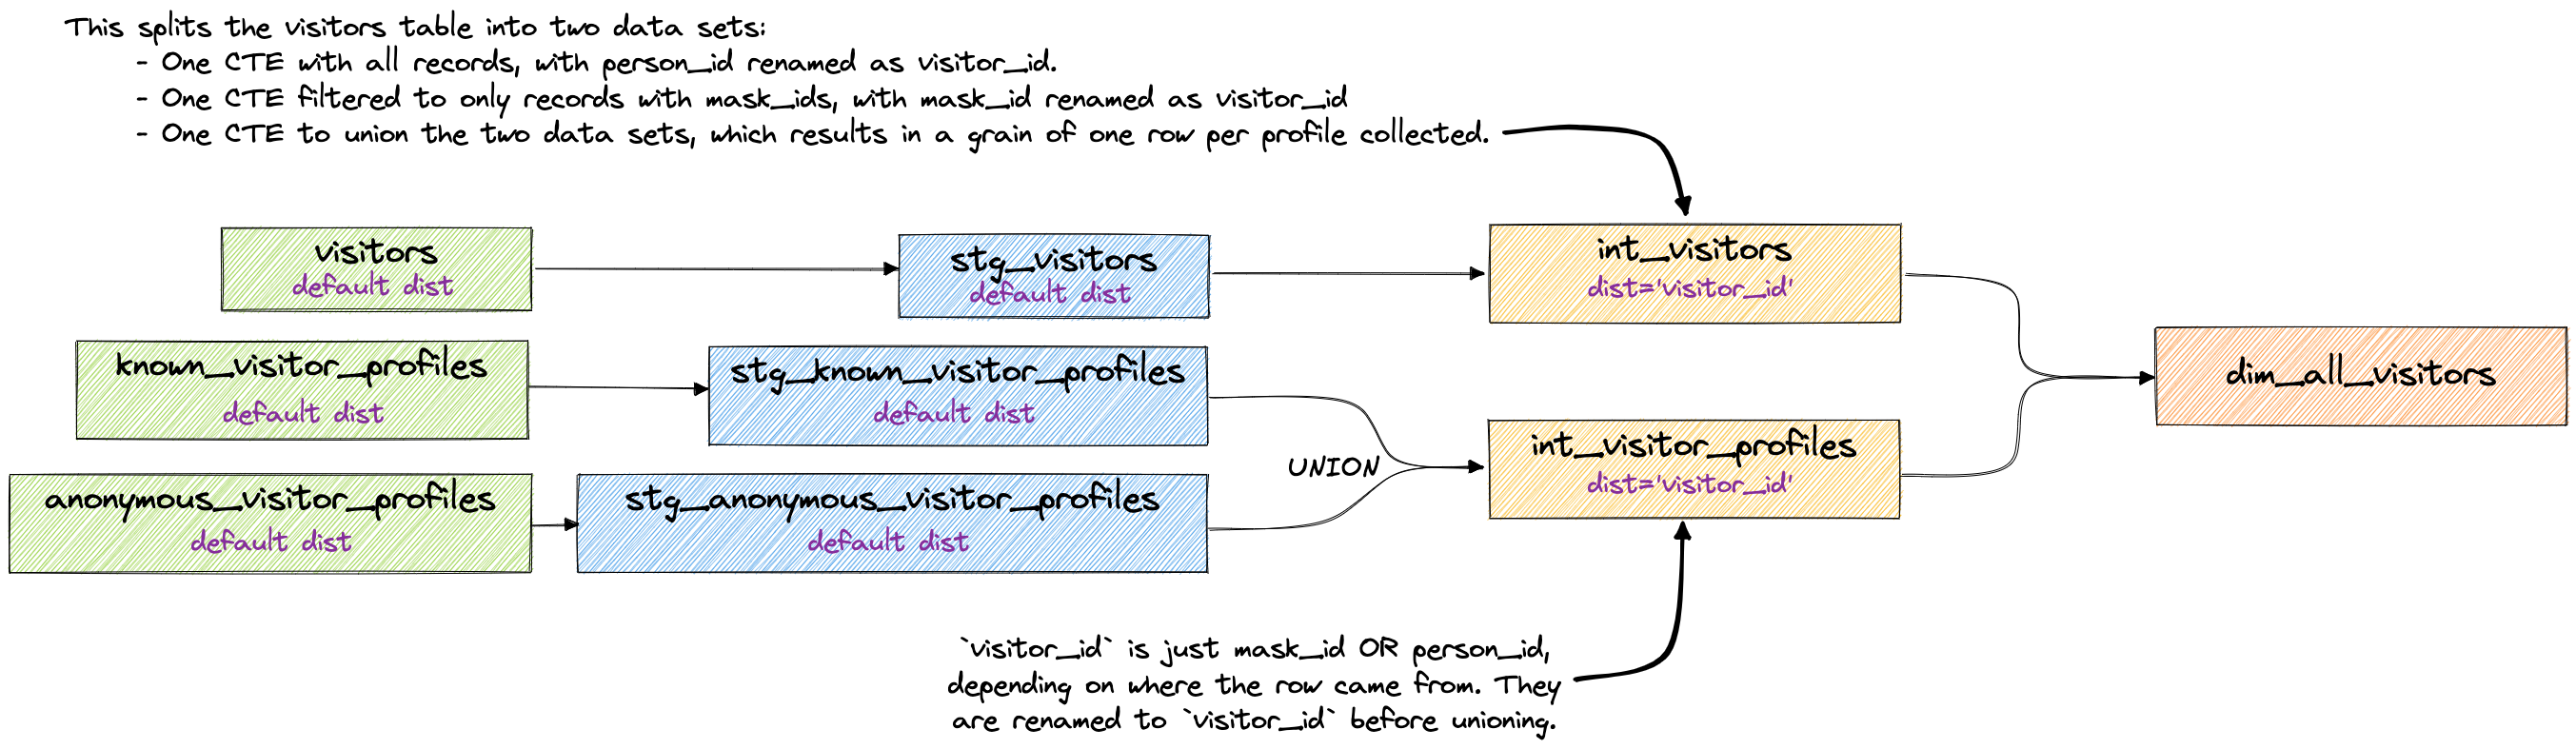 This splits the visitors table into two data sets:
- One CTE with all records, with person_id renamed as visitor_id.
- One CTE filtered to only records with mask_ids, with mask_id renamed as visitor_id
- One CTE to union the two data sets, which results in a grain of one row per profile collected.
visitors
default dist
stg_visitors
default dist
int_visitors
dist='visitor_id'
known_visitor_profiles
default dist
stg_known_visitor_profiles
default dist
dim_all_visitors
anonymous_visitor_profiles
default dist
stg_anonymous_visitor_profiles
default dist
UNION
int_visitor_profiles
dist='visitor_id'
`visitor_id` is just mask_id OR person_id,
depending on where the row came from. They
are renamed to `visitor_id` before unioning.